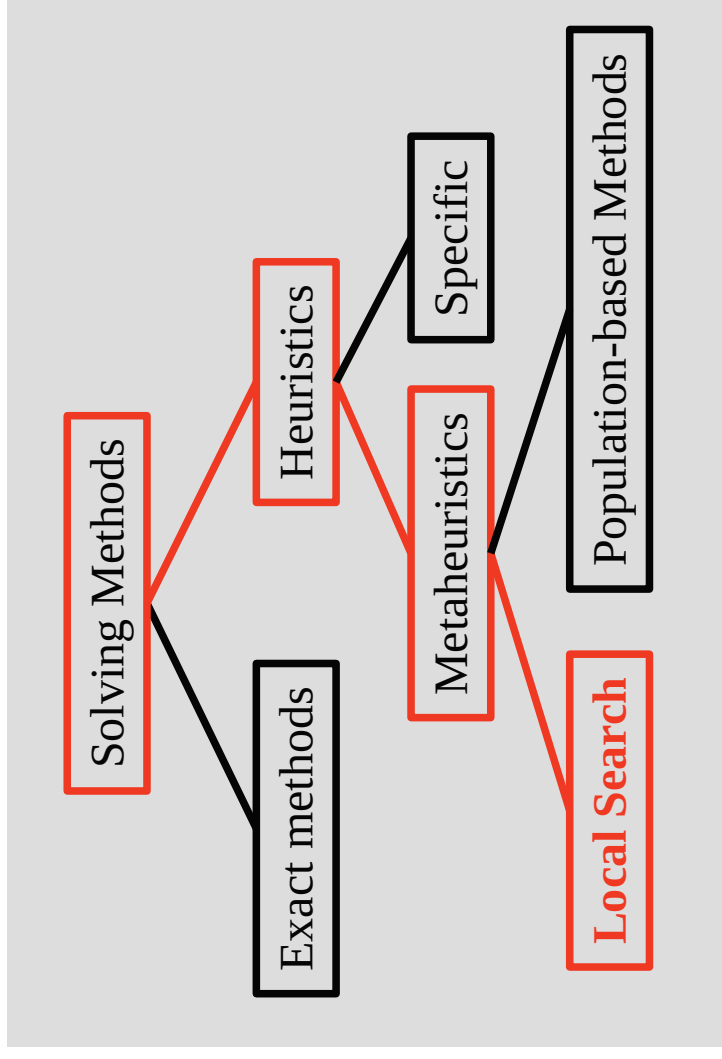 Solving Methods
Exact methods
Heuristics
Metaheuristics
Specific
Local Search
Population-based Methods